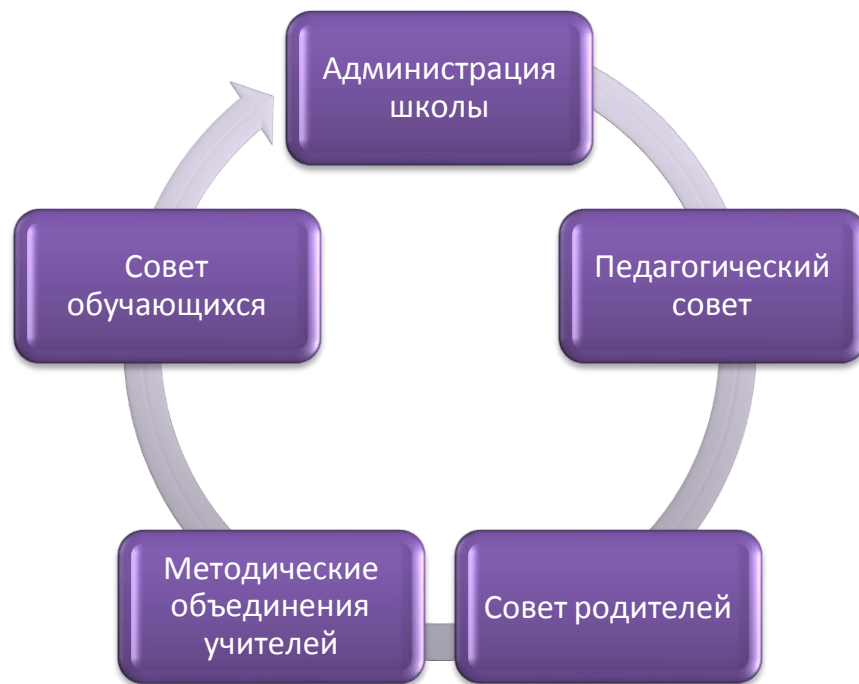 Администрация
школы
Педагогический
совет
Совет родителей
Методические
объединения
учителей
Совет
обучающихся